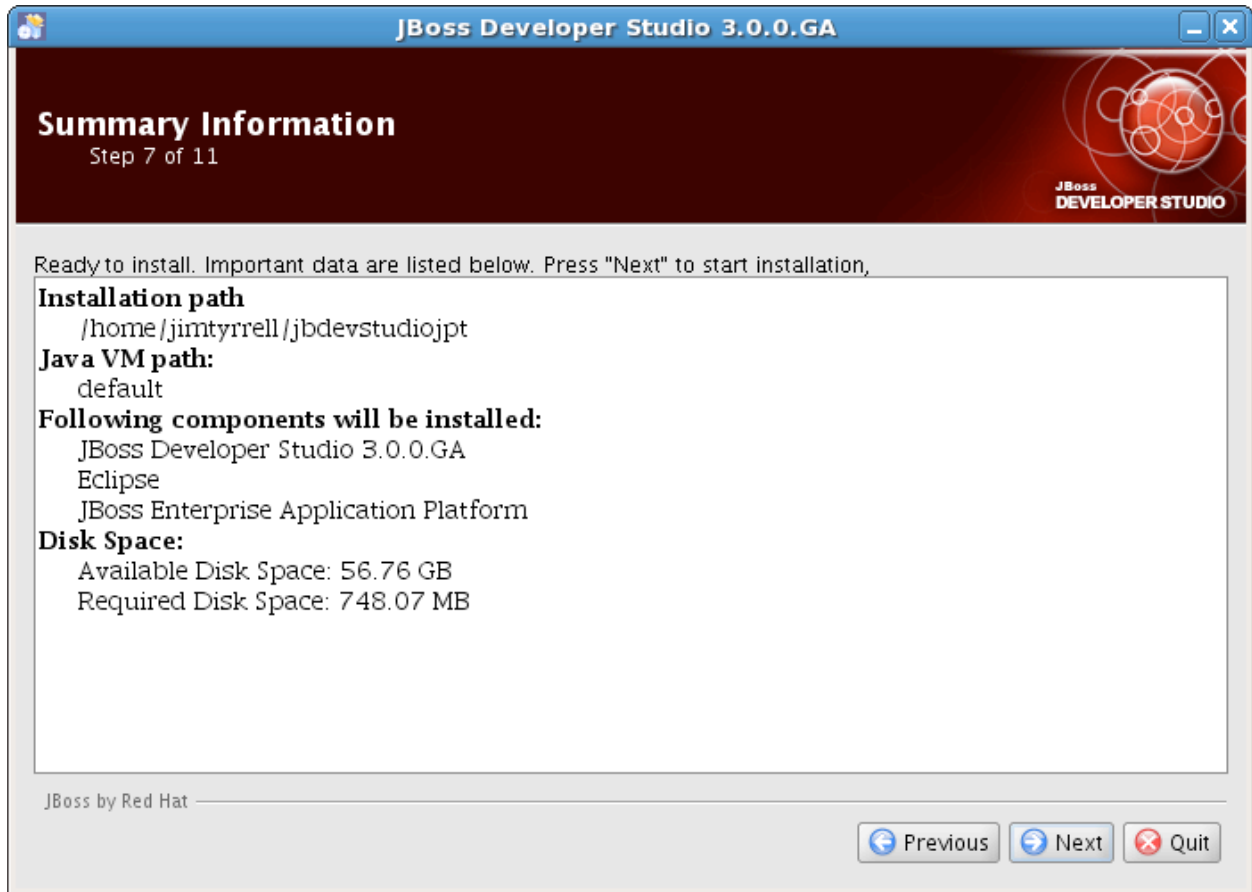 JBoss Developer Studio 3.0.0.GA
Summary Information
Step 7 of 11
JBoss
DEVELOPER STUDIO
Ready to install. Important data are listed below. Press "Next" to start installation,
Installation path
/home/jimtyrrell/jbdevstudiojpt
Java VM path:
default
Following components will be installed:
JBoss Developer Studio 3.0.0.GA
Eclipse
JBoss Enterprise Application Platform
Disk Space:
Available Disk Space: 56.76 GB
Required Disk Space: 748.07 MB
JBoss by Red Hat
Previous Next Quit